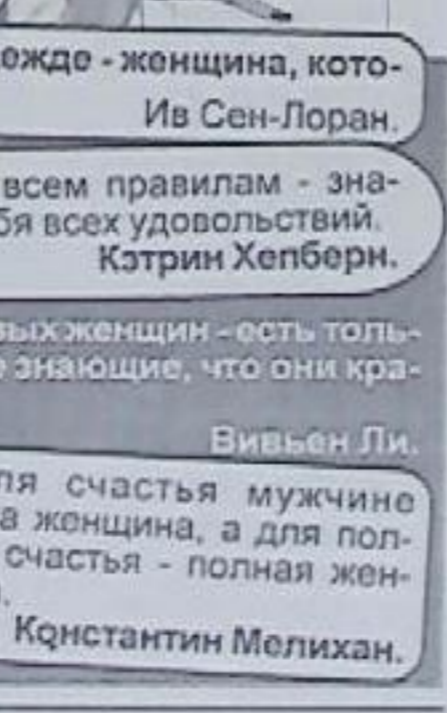 ежде - женщина, кото-
Ив Сен-Лоран.
всем правилам - зна-
бя всех удовольствий.
Кэтрин Хепберн.
вых женщин - есть толь-
е знающие, что они кра-
Вивьен Ли.
ля счастья мужчине
а женщина, а для пол-
счастья - полная жен-
Константин Мелихан.